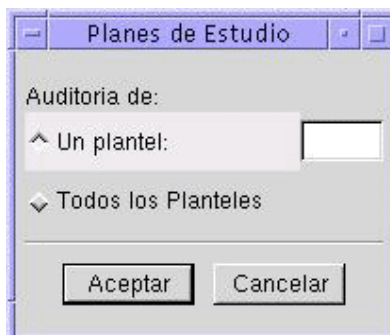 Planes de Estudio
Auditoria de:
Un plantel:
Todos los Planteles
Aceptar Cancelar